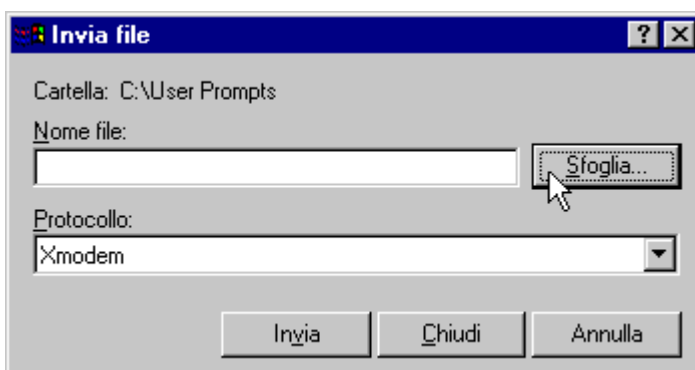 Invia file
Cartella: C:\User Prompts
Nome file:
Sfoglia...
Protocollo:
Xmodem
Invia Chiudi Annulla